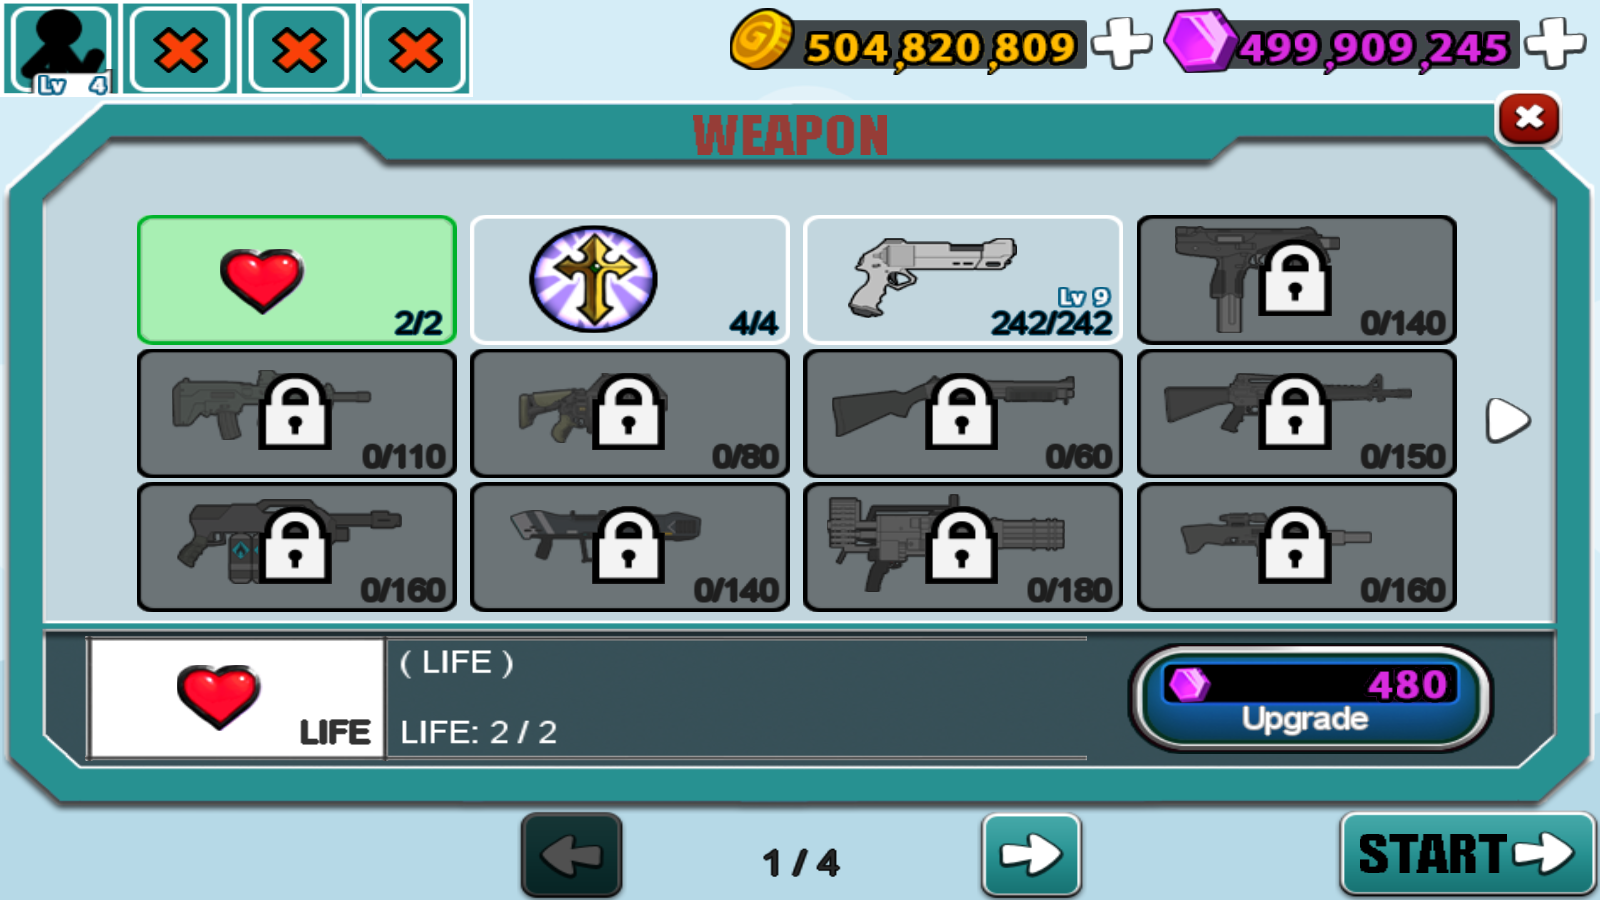 Lv 4
504,820,809
499,909,245
WEAPON
2/2
4/4
Lv 9
242/242
0/140
0/110
0/80
0/60
0/150
0/160
0/140
0/180
0/160
LIFE
( LIFE )
LIFE: 2 / 2
480
Upgrade
1 / 4
START